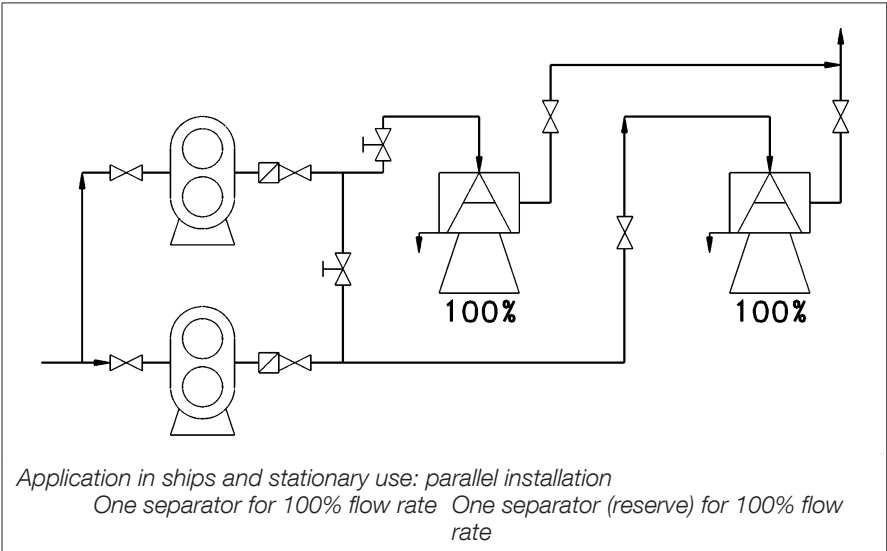 100%
100%
Application in ships and stationary use: parallel installation
One separator for 100% flow rate One separator (reserve) for 100% flow
rate